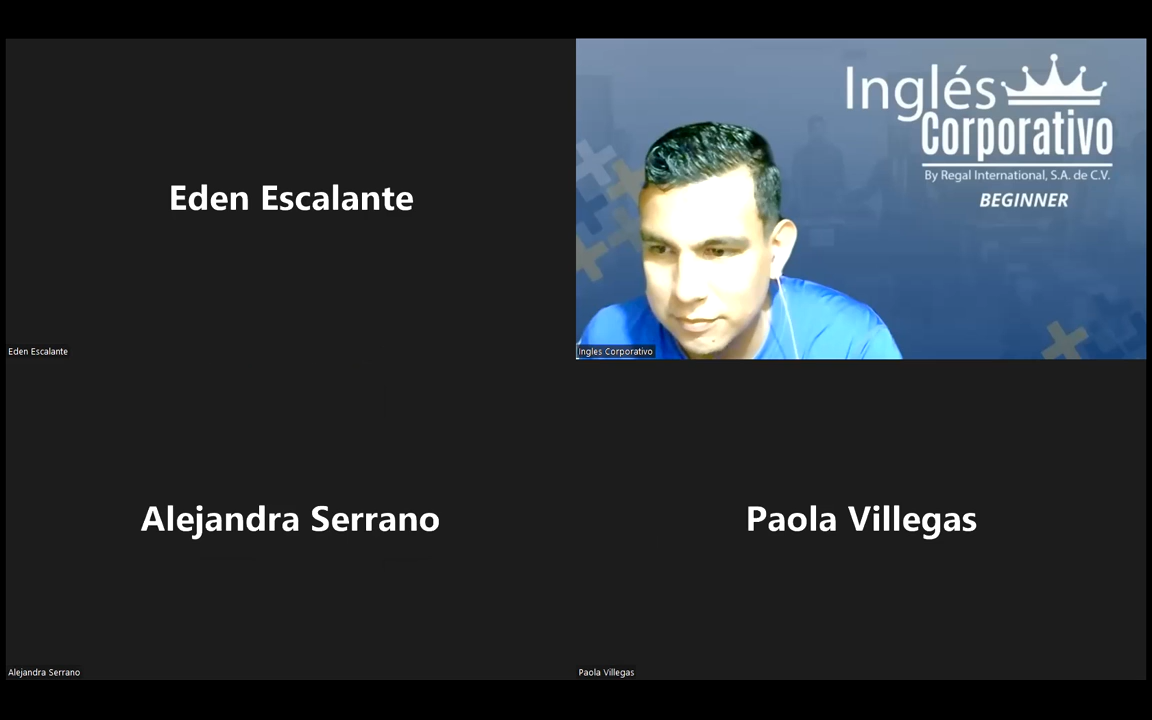 Eden Escalante
Eden Escalante
Inglés
Corporativo
By Regal International, S.A. de C.V.
BEGINNER
Ingles Corporativo
Alejandra Serrano
Alejandra Serrano
Paola Villegas
Paola Villegas